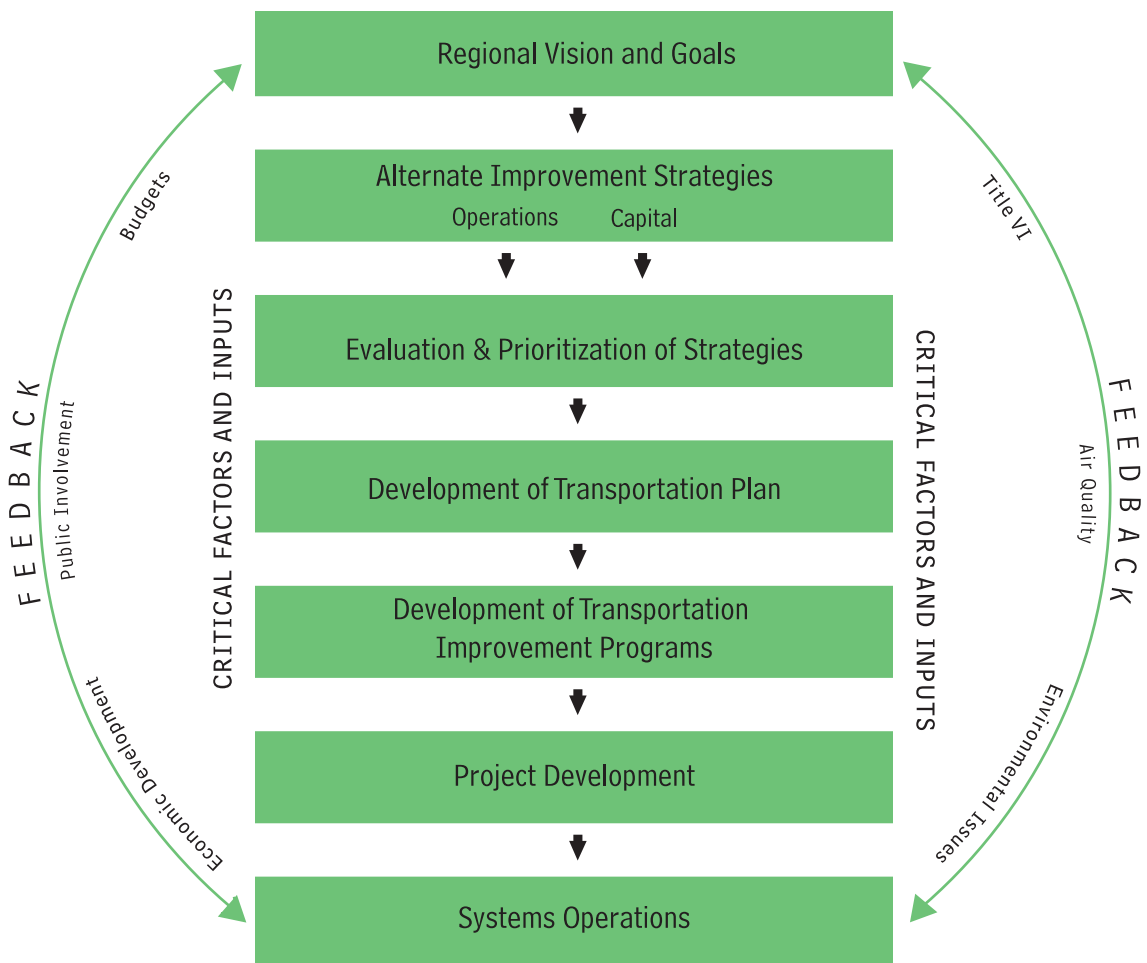 Regional Vision and Goals
Alternate Improvement Strategies
Operations Capital
Evaluation & Prioritization of Strategies
Development of Transportation Plan
Development of Transportation
Improvement Programs
Project Development
Systems Operations
FEEDBACK
Budgets
Public Involvement
Economic Development
CRITICAL FACTORS AND INPUTS
CRITICAL FACTORS AND INPUTS
Title VI
Air Quality
Environmental Issues
FEEDBACK